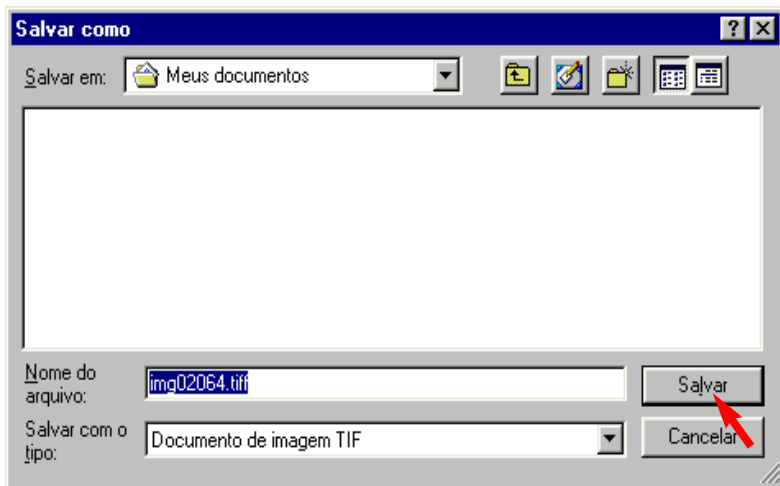 Salvar como
Salvar em: Meus documentos
Nome do
arquivo: img02064.tiff Salvar
Salvar com o
tipo: Documento de imagem TIF Cancelar